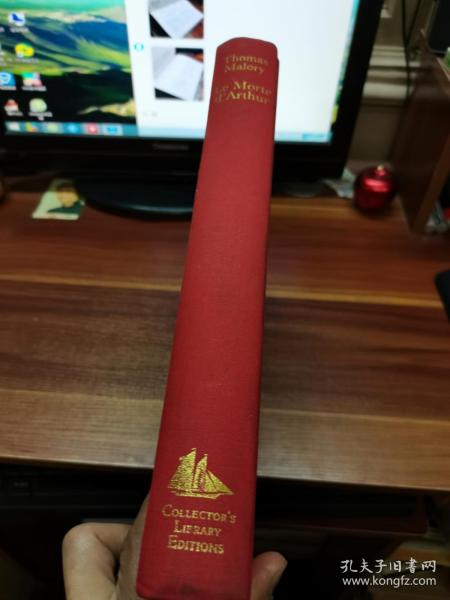 Thomas
Malory
Le Morte
d'Arthur
COLLECTOR'S
LIBRARY
EDITIONS
孔夫子旧书网
www.kongfz.com